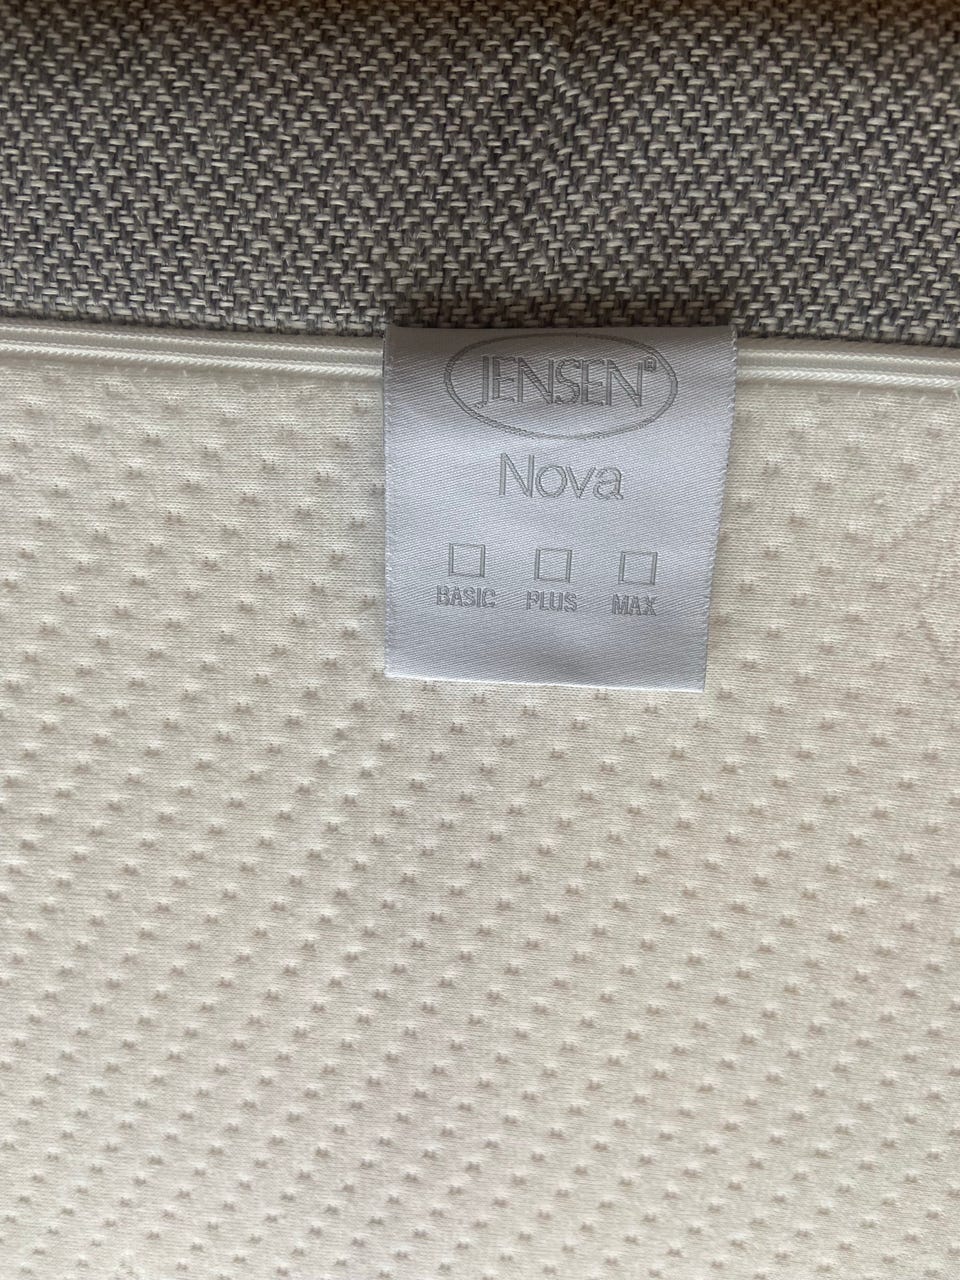 JENSEN®
Nova
☐ ☐ ☐
BASIC PLUS MAX